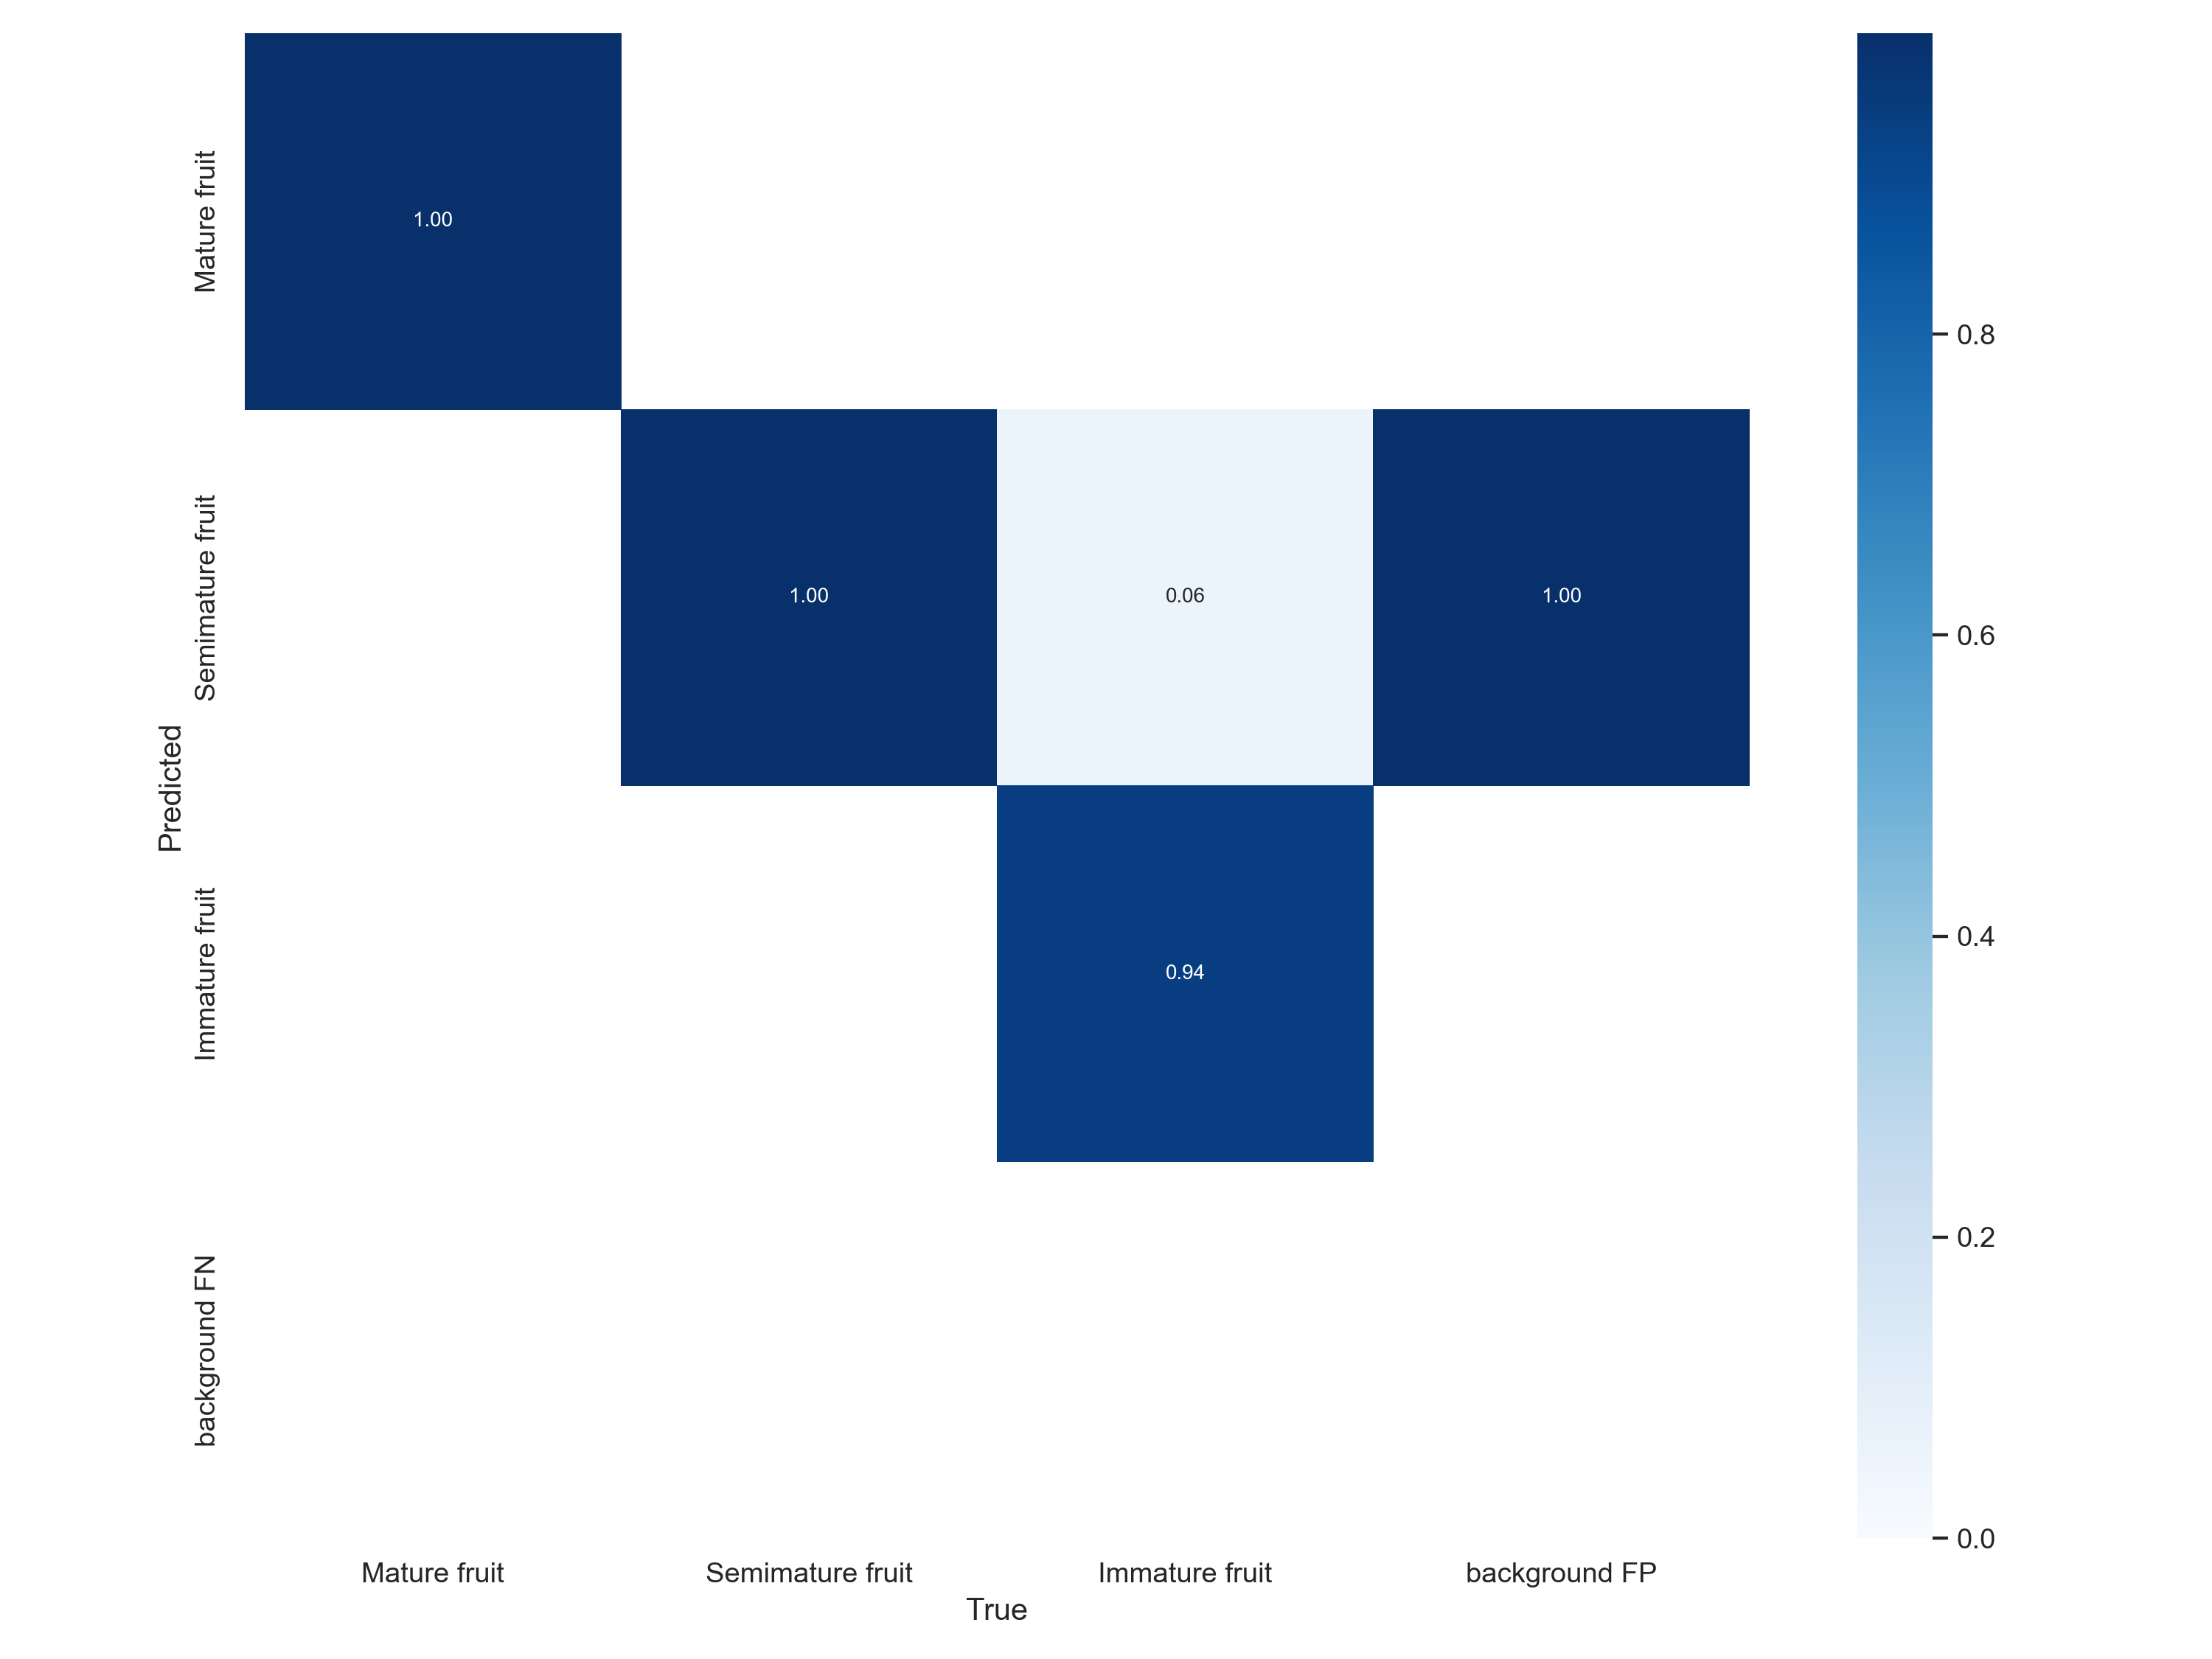 Predicted
Mature fruit
1.00
Semimature fruit
1.00 0.06 1.00
Immature fruit
0.94
background FN
Mature fruit Semimature fruit Immature fruit background FP
True
0.8
0.6
0.4
0.2
0.0